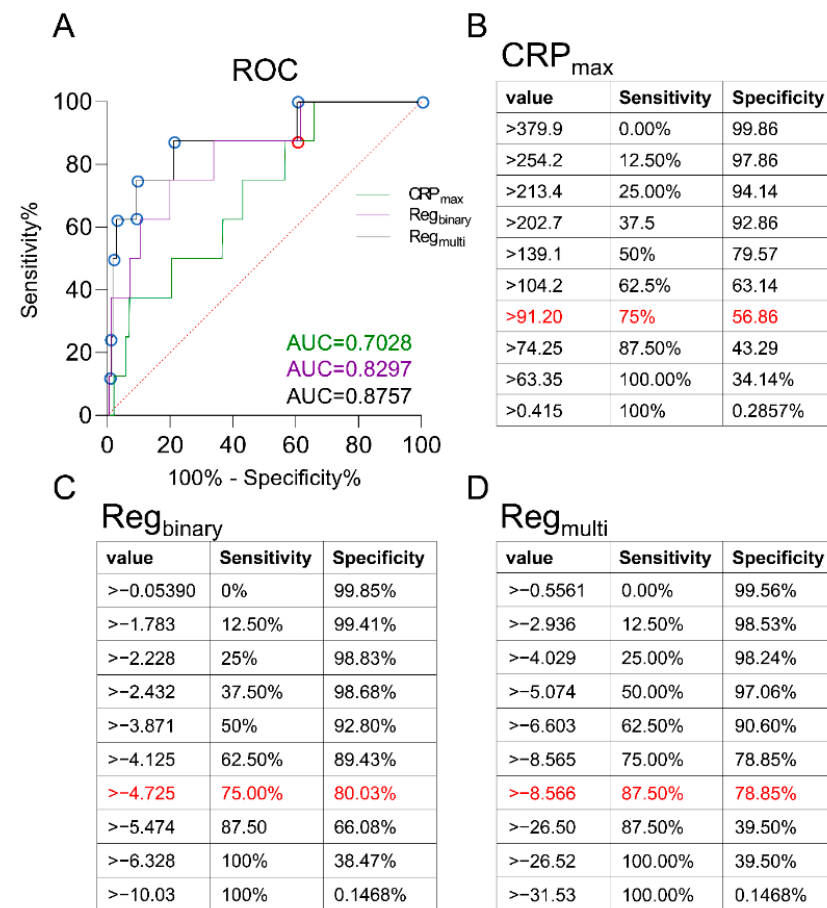 A
ROC
100
80
60
40
20
0
Sensitivity%
0 20 40 60 80 100
100% - Specificity%
CRPmax
Regbinary
Regmulti
AUC=0.7028
AUC=0.8297
AUC=0.8757
B
CRPmax
value Sensitivity Specificity
>379.9 0.00% 99.86
>254.2 12.50% 97.86
>213.4 25.00% 94.14
>202.7 37.5 92.86
>139.1 50% 79.57
>104.2 62.5% 63.14
>91.20 75% 56.86
>74.25 87.50% 43.29
>63.35 100.00% 34.14%
>0.415 100% 0.2857%
C
Regbinary
value Sensitivity Specificity
>−0.05390 0% 99.85%
>−1.783 12.50% 99.41%
>−2.228 25% 98.83%
>−2.432 37.50% 98.68%
>−3.871 50% 92.80%
>−4.125 62.50% 89.43%
>−4.725 75.00% 80.03%
>−5.474 87.50 66.08%
>−6.328 100% 38.47%
>−10.03 100% 0.1468%
D
Regmulti
value Sensitivity Specificity
>−0.5561 0.00% 99.56%
>−2.936 12.50% 98.53%
>−4.029 25.00% 98.24%
>−5.074 50.00% 97.06%
>−6.603 62.50% 90.60%
>−8.565 75.00% 78.85%
>−8.566 87.50% 78.85%
>−26.50 87.50% 39.50%
>−26.52 100.00% 39.50%
>−31.53 100.00% 0.1468%